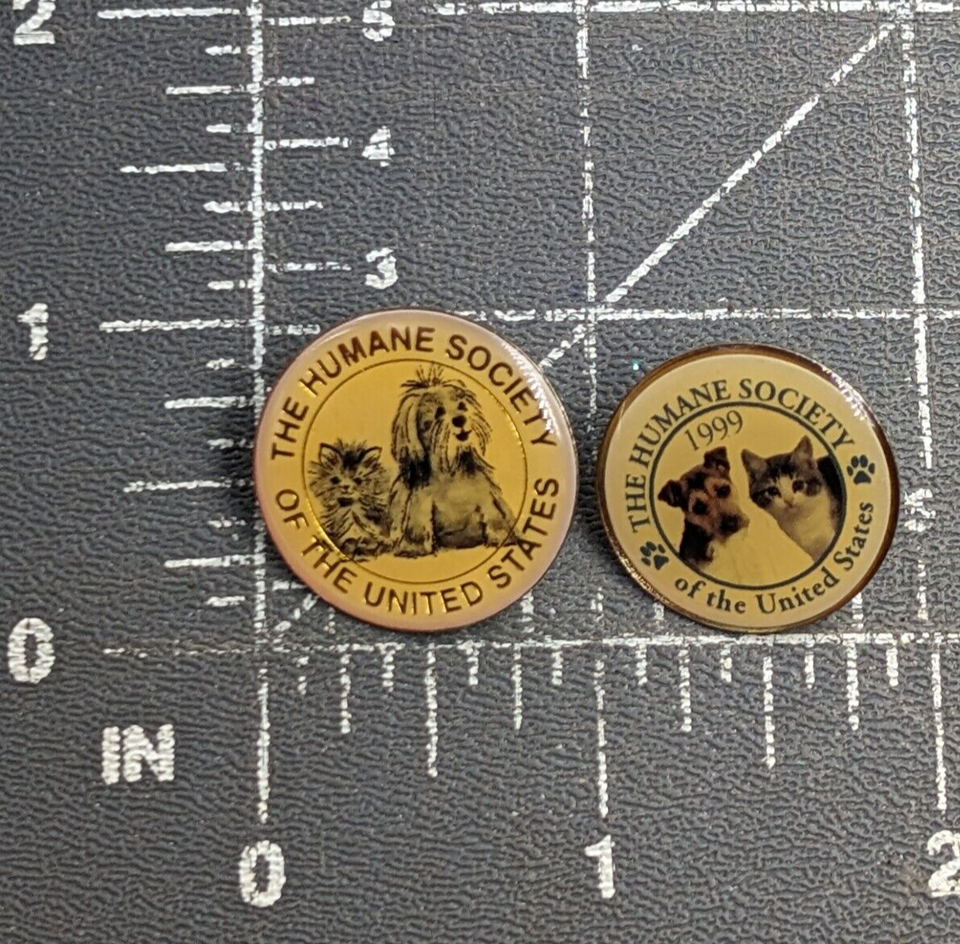 2
5
4
3
1
THE HUMANE SOCIETY
OF THE UNITED STATES
THE HUMANE SOCIETY
1999
of the United States
0
IN
0
1
2